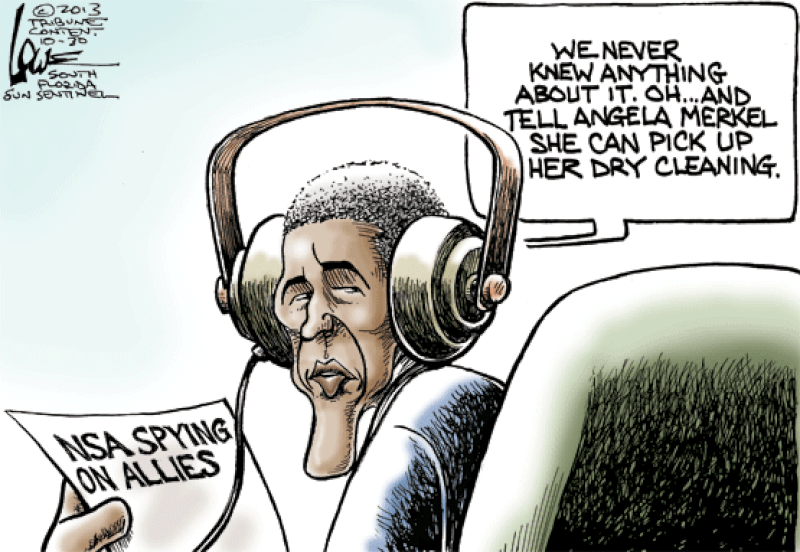 © 2013
TRIBUNE
CONTENT
10-30
LOWE
SOUTH
FLORIDA
SUN SENTINEL
WE NEVER
KNEW ANYTHING
ABOUT IT. OH...AND
TELL ANGELA MERKEL
SHE CAN PICK UP
HER DRY CLEANING.
NSA SPYING
ON ALLIES